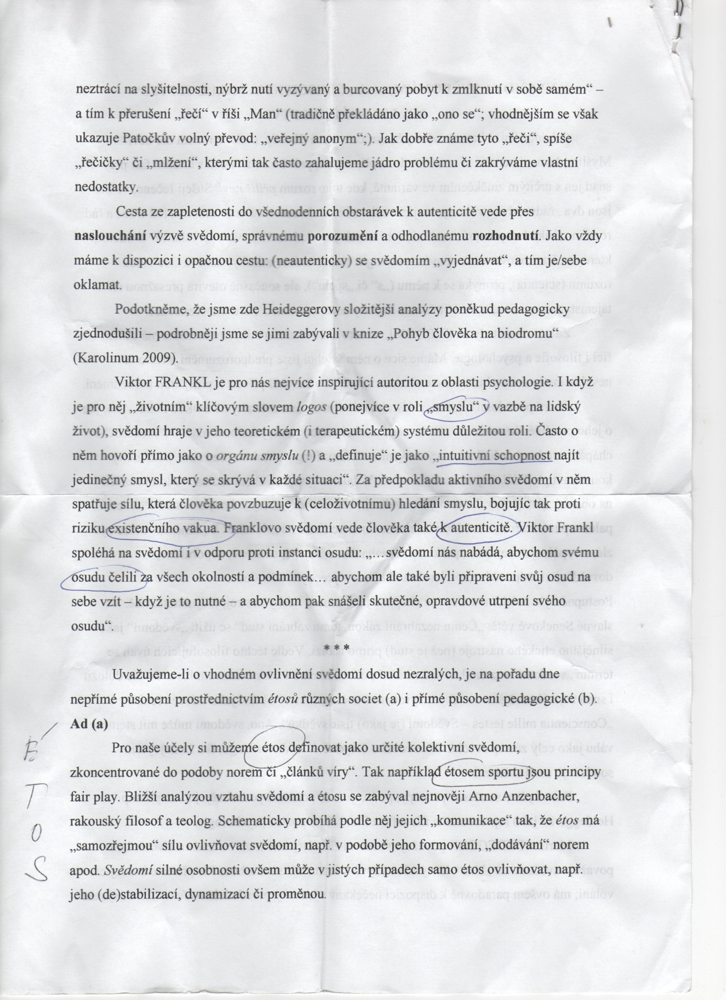 neztrácí na slyšitelnosti, nýbrž nutí vyzývaný a burcovaný pobyt k zmlknutí v sobě samém“ –
a tím k přerušení „řečí“ v říši „Man“ (tradičně překládáno jako „ono se“; vhodnějším se však
ukazuje Patočkův volný převod: „veřejný anonym“;). Jak dobře známe tyto „řeči“, spíše
„řečičky“ či „mlžení“, kterými tak často zahalujeme jádro problému či zakrýváme vlastní
nedostatky.
Cesta ze zapletenosti do všednodenních obstarávek k autenticitě vede přes
naslouchání výzvě svědomí, správnému porozumění a odhodlanému rozhodnutí. Jako vždy
máme k dispozici i opačnou cestu: (neautenticky) se svědomím „vyjednávat“, a tím je/sebe
oklamat.
Podotkněme, že jsme zde Heideggerovy složitější analýzy poněkud pedagogicky
zjednodušili – podrobněji jsme se jimi zabývali v knize „Pohyb člověka na biodromu“
(Karolinum 2009).
Viktor FRANKL je pro nás nejvíce inspirující autoritou z oblasti psychologie. I když
je pro něj „životním“ klíčovým slovem logos (ponejvíce v roli „smyslu“ v vazbě na lidský
život), svědomí hraje v jeho teoretickém (i terapeutickém) systému důležitou roli. Často o
něm hovoří přímo jako o orgánu smyslu (!) a „definuje“ je jako „intuitivní schopnost najít
jedinečný smysl, který se skrývá v každé situaci“. Za předpokladu aktivního svědomí v něm
spatřuje sílu, která člověka povzbuzuje k (celoživotnímu) hledání smyslu, bojujíc tak proti
riziku existenčního vakua. Franklovo svědomí vede člověka také k autenticitě. Viktor Frankl
spoléhá na svědomí i v odporu proti instanci osudu: „…svědomí nás nabádá, abychom svému
osudu čelili za všech okolností a podmínek… abychom ale také byli připraveni svůj osud na
sebe vzít – když je to nutné – a abychom pak snášeli skutečné, opravdové utrpení svého
osudu“.
* * *
Uvažujeme-li o vhodném ovlivnění svědomí dosud nezralých, je na pořadu dne
nepřímé působení prostřednictvím étosů různých societ (a) i přímé působení pedagogické (b).
Ad (a)
Pro naše účely si můžeme étos definovat jako určité kolektivní svědomí,
zkoncentrované do podoby norem či „článků víry“. Tak například étosem sportu jsou principy
fair play. Bližší analýzou vztahu svědomí a étosu se zabýval nejnověji Arno Anzenbacher,
rakouský filosof a teolog. Schematicky probíhá podle něj jejich „komunikace“ tak, že étos má
„samozřejmou“ sílu ovlivňovat svědomí, např. v podobě jeho formování, „dodávání“ norem
apod. Svědomí silné osobnosti ovšem může v jistých případech samo étos ovlivňovat, např.
jeho (de)stabilizací, dynamizací či proměnou.
É
T
O
S